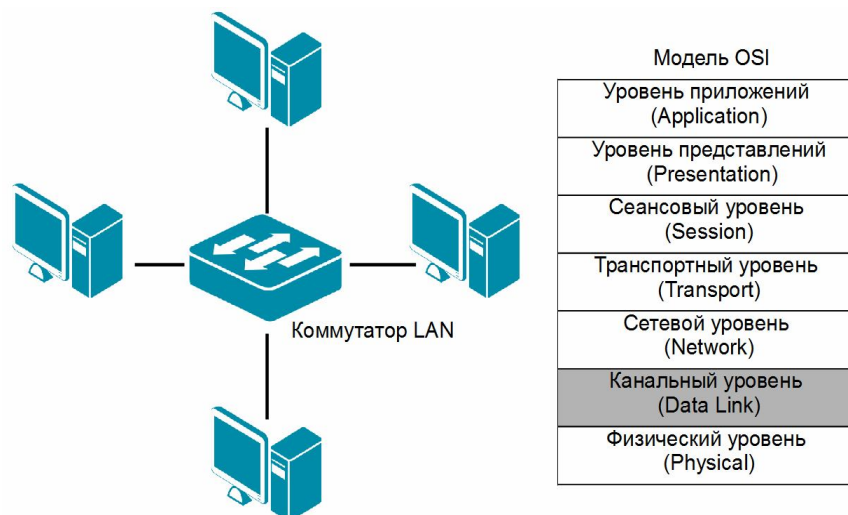 Модель OSI
Уровень приложений
(Application)
Уровень представлений
(Presentation)
Сеансовый уровень
(Session)
Транспортный уровень
(Transport)
Сетевой уровень
(Network)
Канальный уровень
(Data Link)
Физический уровень
(Physical)
Коммутатор LAN